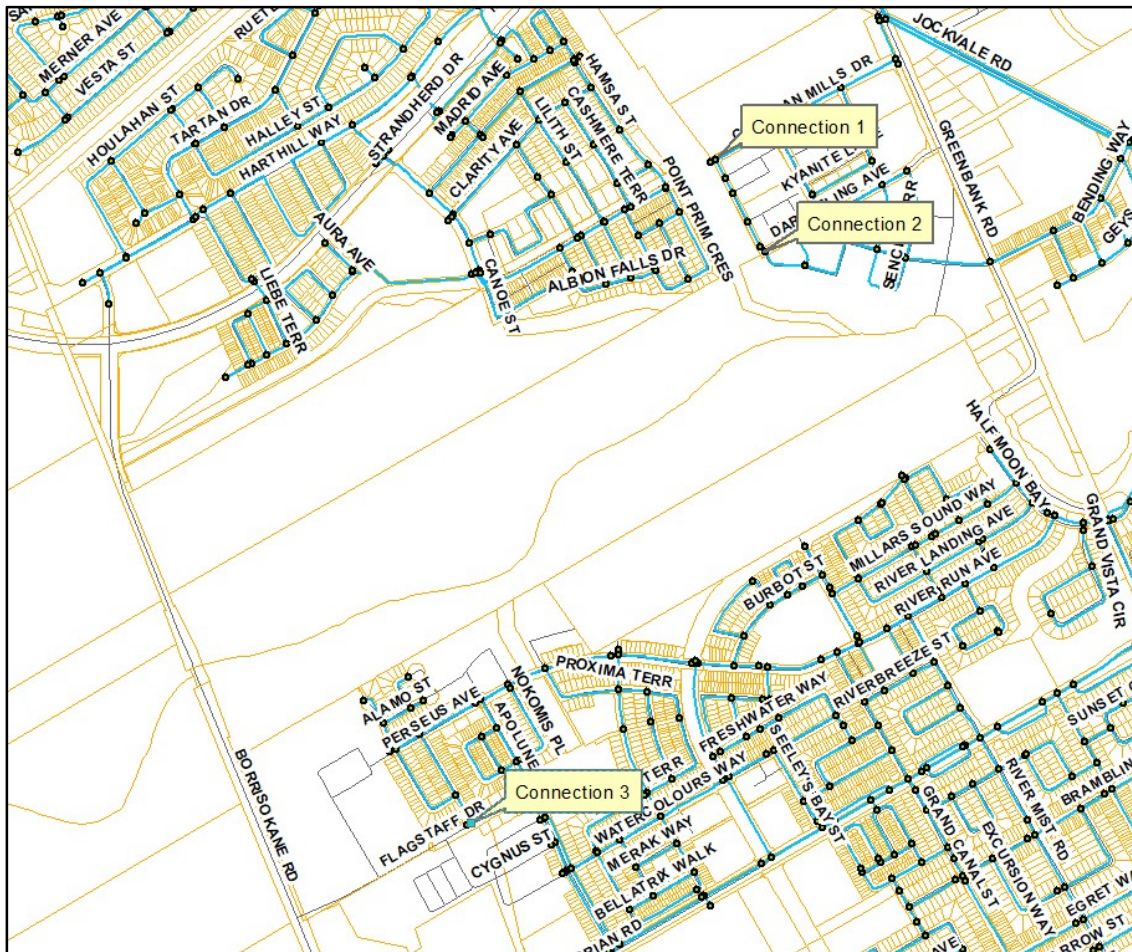 MERNER AVE
VESTA ST
JOCKVALE RD
HOULAHAN ST
TARTAN DR
HALLEY ST
HARTHILL WAY
STRANDHERD DR
MADRID AVE
HAMSA ST
LILITH ST
CASHMERE TERR
CLARITY AVE
MILLS DR
Connection 1
GREENBANK RD
BENDING WAY
POINT PRIM CRES
Connection 2
AURA AVE
LIEBE TERR
CANOE ST
ALBION FALLS DR
HALF MOON BAY
GRAND VISTA CIR
MILLARS SOUND WAY
RIVER LANDING AVE
RIVER RUN AVE
BURBOT ST
RIVERBREEZE ST
PROXIMA TERR
NOKOMIS PL
ALAMO ST
PERSEUS AVE
APOLUNE
FRESHWATER WAY
BORRISOKANE RD
SEELEY'S BAY ST
TERR
WATERCOLOURS WAY
Connection 3
FLAGSTAFF DR
CYGNUS ST
MERAK WAY
BELLATRIX WALK
GRAND CANAL ST
EXCURSION WAY
RIVER MIST RD
EGRET WA